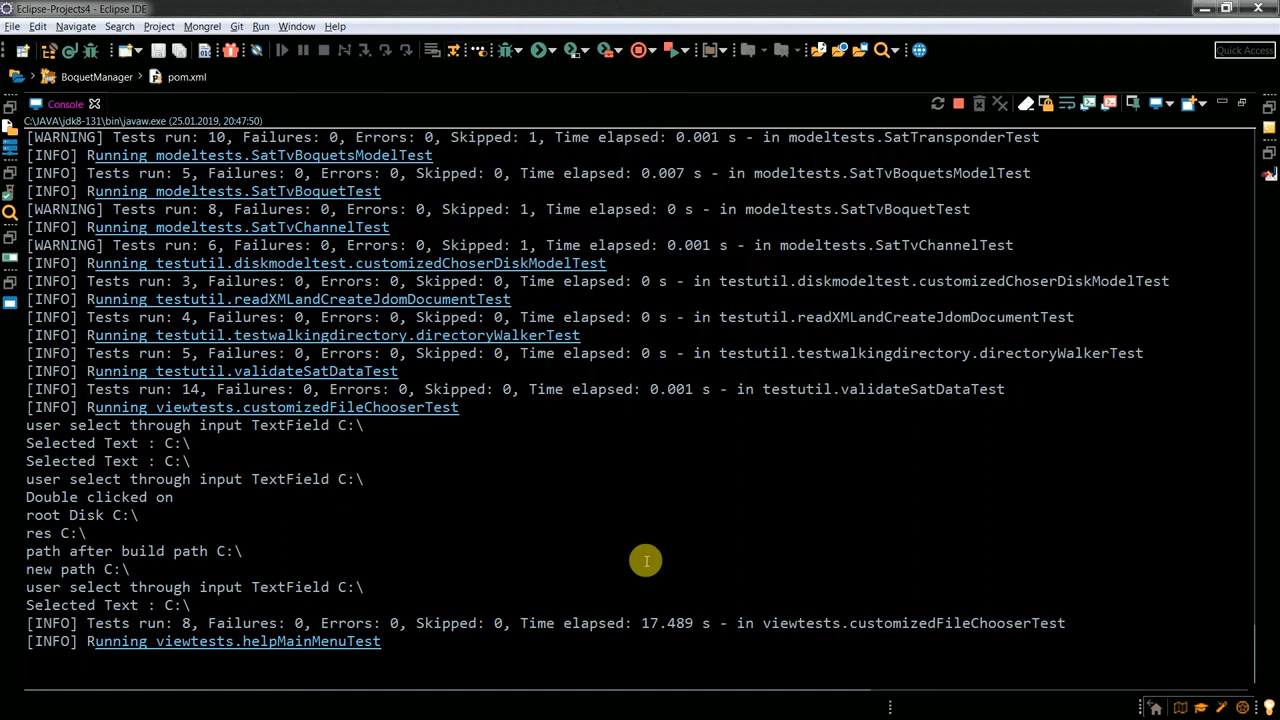 Eclipse-Projects4 - Eclipse IDE
File Edit Navigate Search Project Mongrel Git Run Window Help
Quick Access
BoquetManager pom.xml
Console
C:\JAVA\jdk8-131\bin\javaw.exe (25.01.2019, 20:47:50)
[WARNING] Tests run: 10, Failures: 0, Errors: 0, Skipped: 1, Time elapsed: 0.001 s - in modeltests.SatTransponderTest
[INFO] Running modeltests.SatTvBoquetsModelTest
[INFO] Tests run: 5, Failures: 0, Errors: 0, Skipped: 0, Time elapsed: 0.007 s - in modeltests.SatTvBoquetsModelTest
[INFO] Running modeltests.SatTvBoquetTest
[WARNING] Tests run: 8, Failures: 0, Errors: 0, Skipped: 1, Time elapsed: 0 s - in modeltests.SatTvBoquetTest
[INFO] Running modeltests.SatTvChannelTest
[WARNING] Tests run: 6, Failures: 0, Errors: 0, Skipped: 1, Time elapsed: 0.001 s - in modeltests.SatTvChannelTest
[INFO] Running testutil.diskmodeltest.customizedChoserDiskModelTest
[INFO] Tests run: 3, Failures: 0, Errors: 0, Skipped: 0, Time elapsed: 0 s - in testutil.diskmodeltest.customizedChoserDiskModelTest
[INFO] Running testutil.readXMLandCreateJdomDocumentTest
[INFO] Tests run: 4, Failures: 0, Errors: 0, Skipped: 0, Time elapsed: 0 s - in testutil.readXMLandCreateJdomDocumentTest
[INFO] Running testutil.testwalkingdirectory.directoryWalkerTest
[INFO] Tests run: 5, Failures: 0, Errors: 0, Skipped: 0, Time elapsed: 0 s - in testutil.testwalkingdirectory.directoryWalkerTest
[INFO] Running testutil.validateSatDataTest
[INFO] Tests run: 14, Failures: 0, Errors: 0, Skipped: 0, Time elapsed: 0.001 s - in testutil.validateSatDataTest
[INFO] Running viewtests.customizedFileChooserTest
user select through input TextField C:\
Selected Text : C:\
Selected Text : C:\
user select through input TextField C:\
Double clicked on
root Disk C:\
res C:\
path after build path C:\
new path C:\
user select through input TextField C:\
Selected Text : C:\
[INFO] Tests run: 8, Failures: 0, Errors: 0, Skipped: 0, Time elapsed: 17.489 s - in viewtests.customizedFileChooserTest
[INFO] Running viewtests.helpMainMenuTest